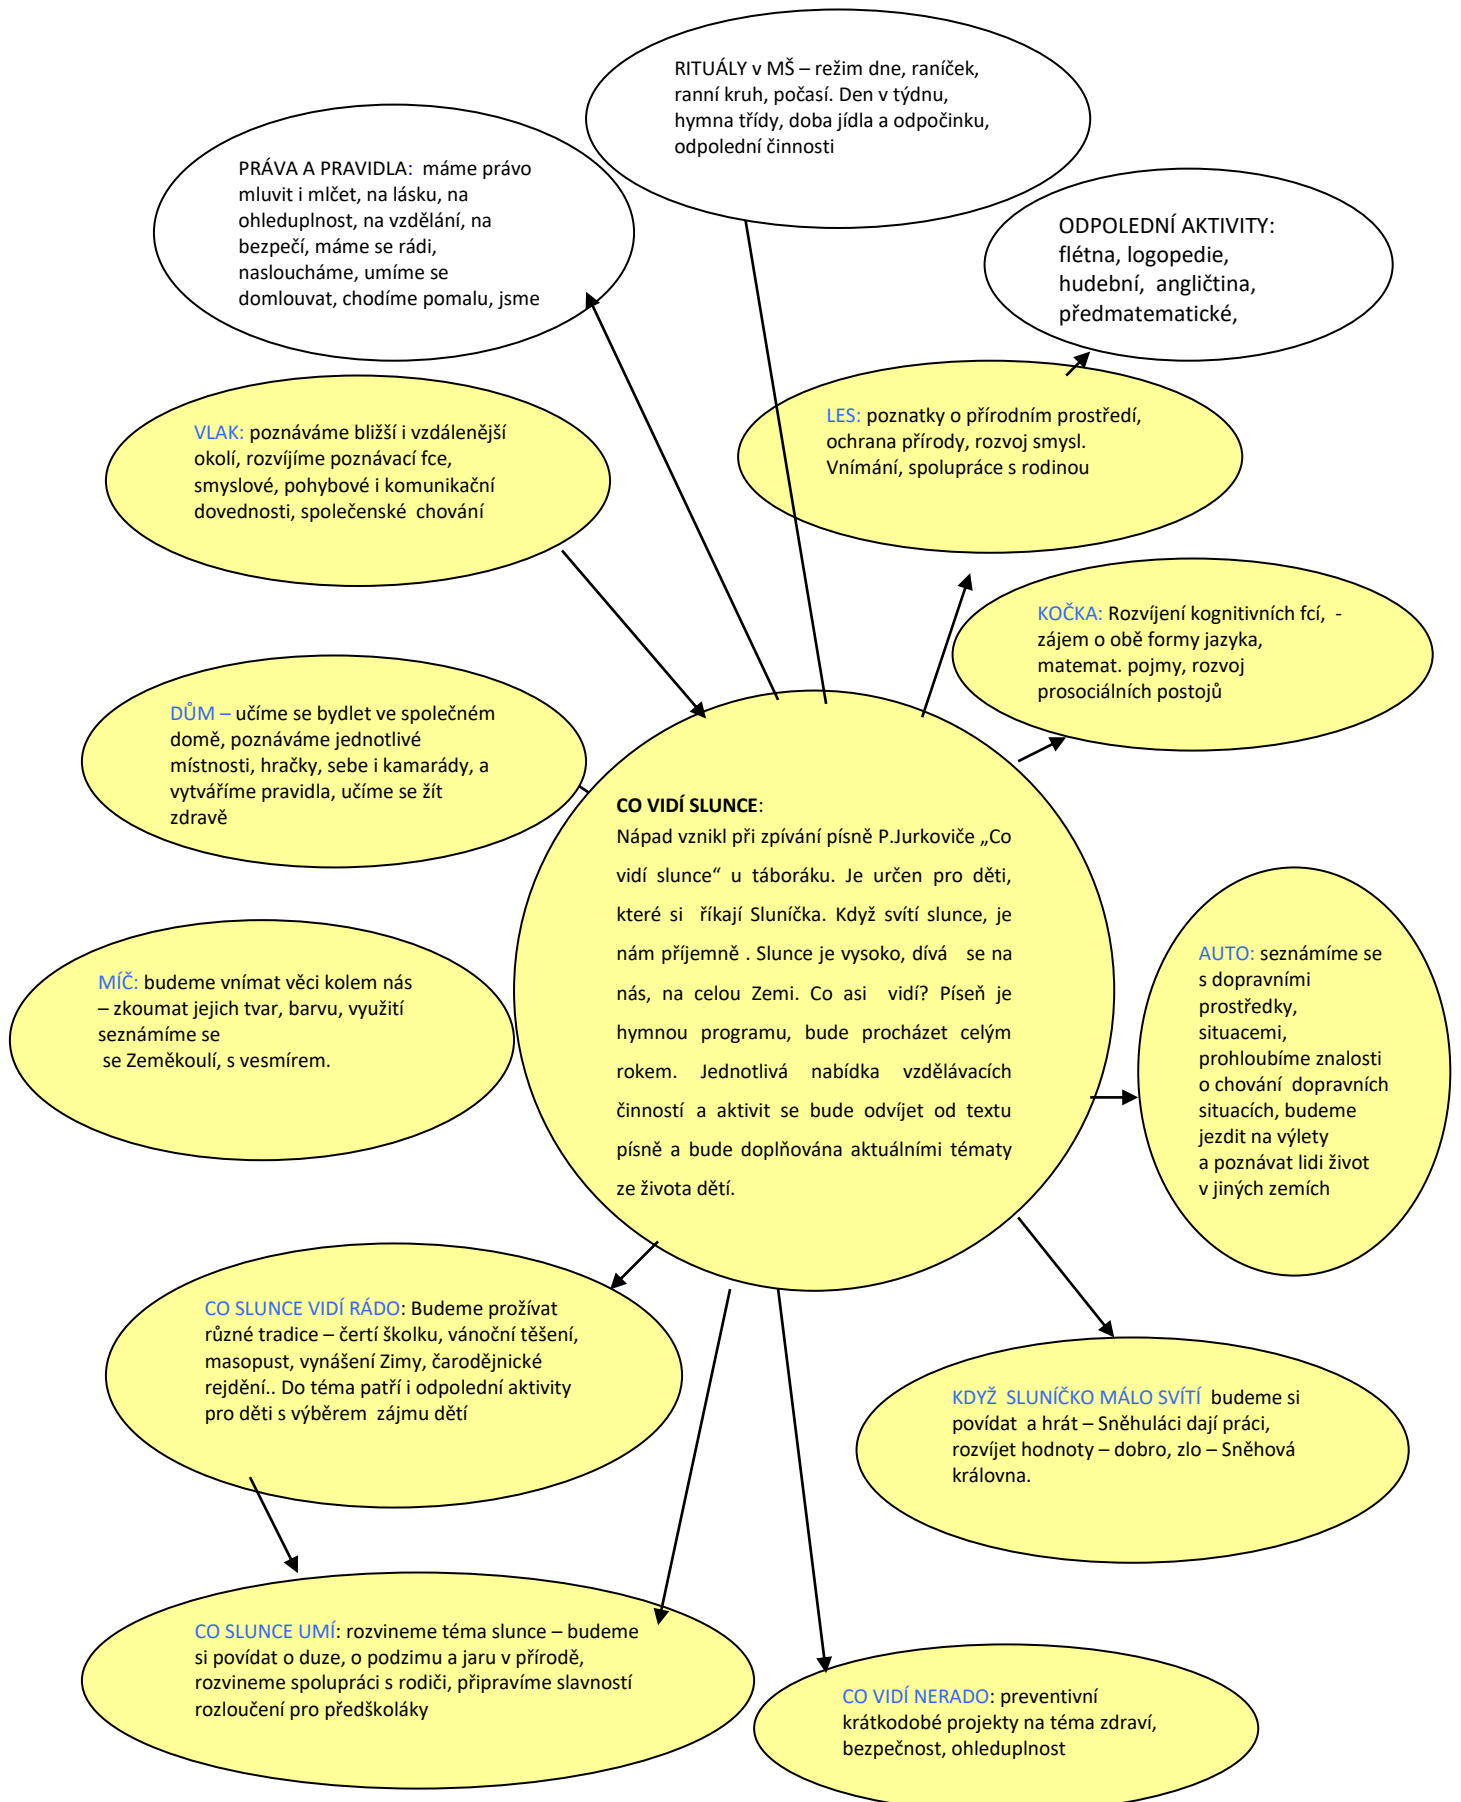 RITUÁLY v MŠ – režim dne, raníček,
ranní kruh, počasí. Den v týdnu,
hymna třídy, doba jídla a odpočinku,
odpolední činnosti
PRÁVA A PRAVIDLA: máme právo
mluvit i mlčet, na lásku, na
ohleduplnost, na vzdělání, na
bezpečí, máme se rádi,
nasloucháme, umíme se
domlouvat, chodíme pomalu, jsme
ODPOLEDNÍ AKTIVITY:
flétna, logopedie,
hudební, angličtina,
předmatematické,
VLAK: poznáváme bližší i vzdálenější
okolí, rozvíjíme poznávací fce,
smyslové, pohybové i komunikační
dovednosti, společenské chování
LES: poznatky o přírodním prostředí,
ochrana přírody, rozvoj smysl.
Vnímání, spolupráce s rodinou
KOČKA: Rozvíjení kognitivních fcí, -
zájem o obě formy jazyka,
matemat. pojmy, rozvoj
prosociálních postojů
DŮM – učíme se bydlet ve společném
domě, poznáváme jednotlivé
místnosti, hračky, sebe i kamarády, a
vytváříme pravidla, učíme se žít
zdravě
CO VIDÍ SLUNCE:
Nápad vznikl při zpívání písně P.Jurkoviče „Co
vidí slunce“ u táboráku. Je určen pro děti,
které si říkají Sluníčka. Když svítí slunce, je
nám příjemně . Slunce je vysoko, dívá se na
nás, na celou Zemi. Co asi vidí? Píseň je
hymnou programu, bude procházet celým
rokem. Jednotlivá nabídka vzdělávacích
činností a aktivit se bude odvíjet od textu
písně a bude doplňována aktuálními tématy
ze života dětí.
MÍČ: budeme vnímat věci kolem nás
– zkoumat jejich tvar, barvu, využití
seznámíme se
se Zeměkoulí, s vesmírem.
AUTO: seznámíme se
s dopravními
prostředky,
situacemi,
prohloubíme znalosti
o chování dopravních
situacích, budeme
jezdit na výlety
a poznávat lidi život
v jiných zemích
CO SLUNCE VIDÍ RÁDO: Budeme prožívat
různé tradice – čertí školku, vánoční těšení,
masopust, vynášení Zimy, čarodějnické
rejdění.. Do téma patří i odpolední aktivity
pro děti s výběrem zájmu dětí
KDYŽ SLUNÍČKO MÁLO SVÍTÍ budeme si
povídat a hrát – Sněhuláci dají práci,
rozvíjet hodnoty – dobro, zlo – Sněhová
královna.
CO SLUNCE UMÍ: rozvineme téma slunce – budeme
si povídat o duze, o podzimu a jaru v přírodě,
rozvineme spolupráci s rodiči, připravíme slavností
rozloučení pro předškoláky
CO VIDÍ NERADO: preventivní
krátkodobé projekty na téma zdraví,
bezpečnost, ohleduplnost